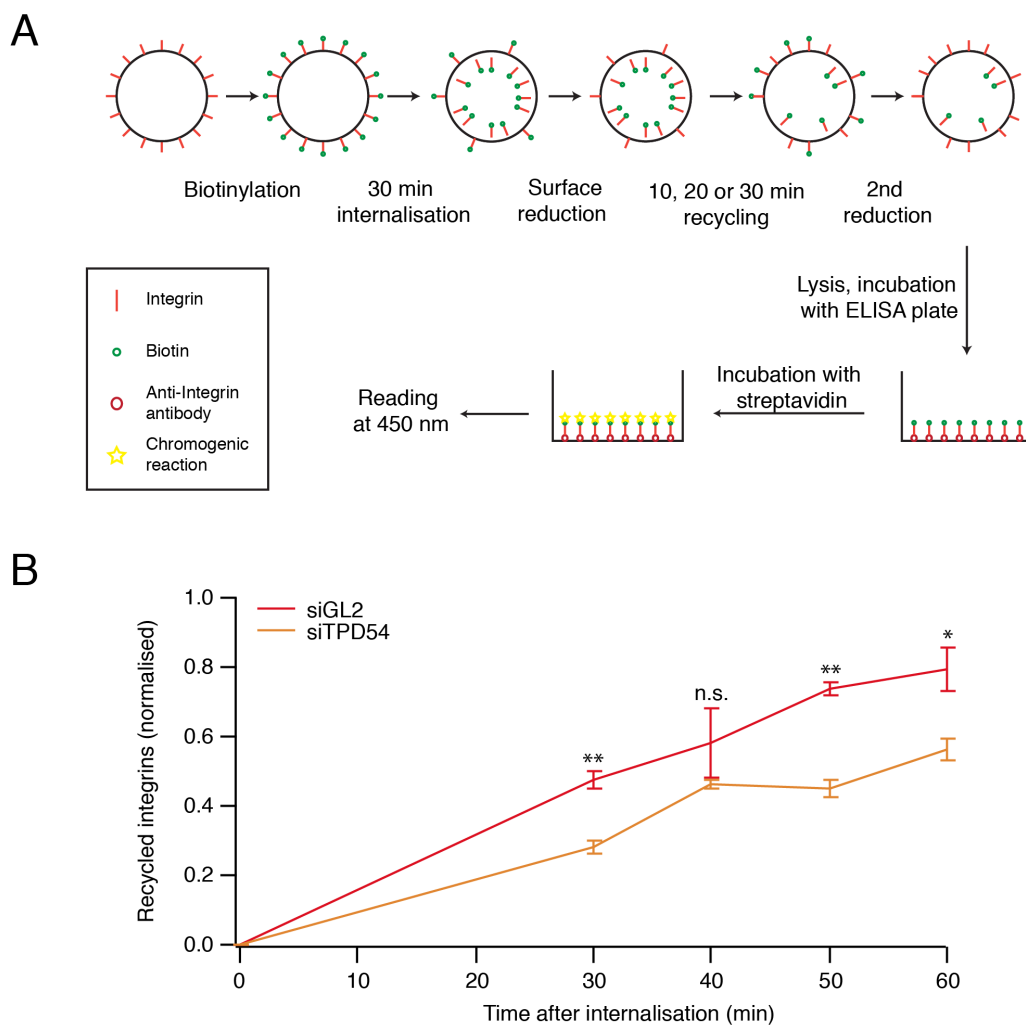 A
Biotinylation
30 min
internalisation
Surface
reduction
10, 20 or 30 min
recycling
2nd
reduction
Lysis, incubation
with ELISA plate
Incubation with
streptavidin
Reading
at 450 nm
Integrin
Biotin
Anti-Integrin
antibody
Chromogenic
reaction
B
siGL2
siTPD54
Recycled integrins (normalised)
1.0
0.8
0.6
0.4
0.2
0.0
**
n.s.
**
*
0
10
20
30
40
50
60
Time after internalisation (min)